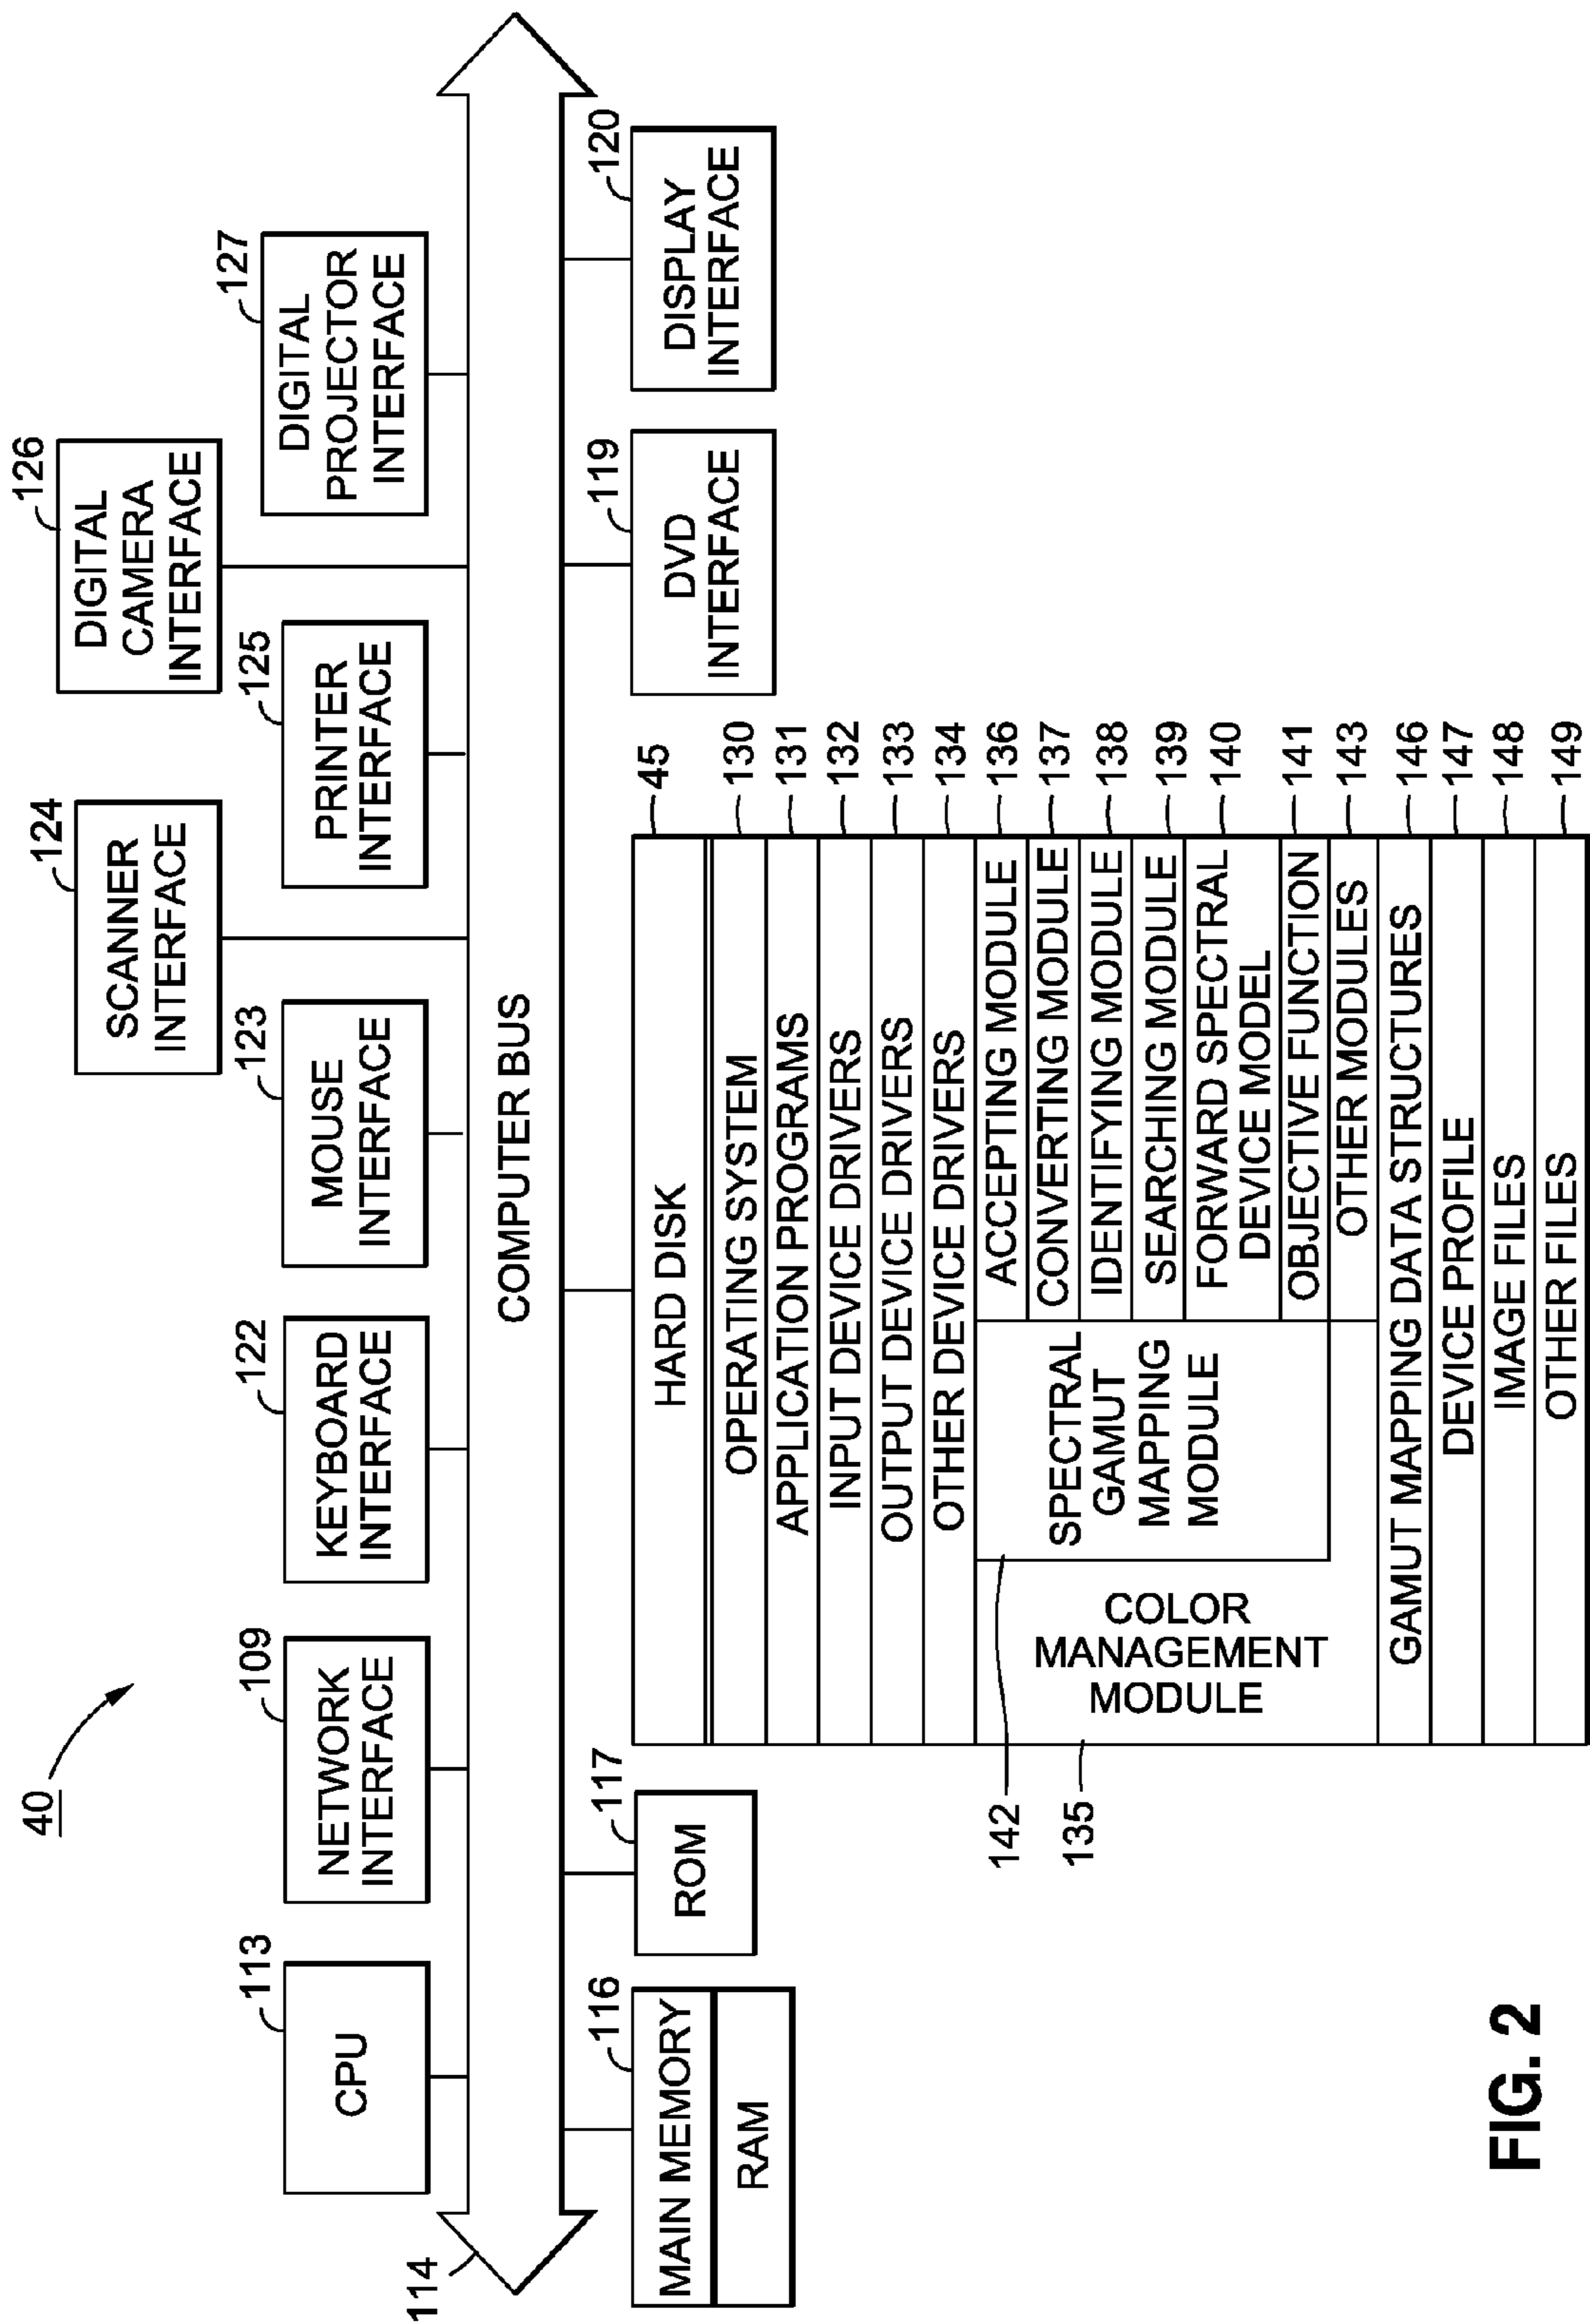 40
124
SCANNER
INTERFACE
126
DIGITAL
CAMERA
INTERFACE
113
CPU
109
NETWORK
INTERFACE
122
KEYBOARD
INTERFACE
123
MOUSE
INTERFACE
125
PRINTER
INTERFACE
127
DIGITAL
PROJECTOR
INTERFACE
114
COMPUTER BUS
116
MAIN MEMORY
RAM
117
ROM
HARD DISK
45
OPERATING SYSTEM
130
APPLICATION PROGRAMS
131
INPUT DEVICE DRIVERS
132
OUTPUT DEVICE DRIVERS
133
OTHER DEVICE DRIVERS
134
142
135
COLOR
MANAGEMENT
MODULE
SPECTRAL
GAMUT
MAPPING
MODULE
ACCEPTING MODULE
136
CONVERTING MODULE
137
IDENTIFYING MODULE
138
SEARCHING MODULE
139
FORWARD SPECTRAL
DEVICE MODEL
140
OBJECTIVE FUNCTION
141
OTHER MODULES
143
GAMUT MAPPING DATA STRUCTURES
146
DEVICE PROFILE
147
IMAGE FILES
148
OTHER FILES
149
119
DVD
INTERFACE
120
DISPLAY
INTERFACE
FIG. 2